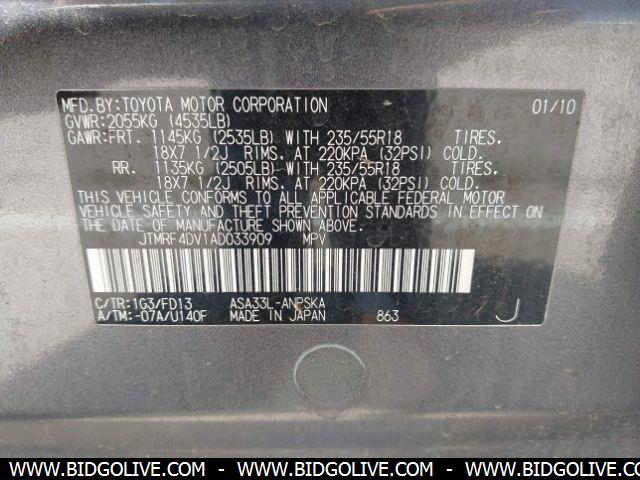 MFD.BY:TOYOTA MOTOR CORPORATION 01/10
GVWR:2055KG (4535LB)
GAWR:FRT. 1145KG (2535LB) WITH 235/55R18 TIRES,
18X7 1/2J RIMS, AT 220KPA (32PSI) COLD.
RR. 1135KG (2505LB) WITH 235/55R18 TIRES,
18X7 1/2J RIMS, AT 220KPA (32PSI) COLD.
THIS VEHICLE CONFORMS TO ALL APPLICABLE FEDERAL MOTOR
VEHICLE SAFETY AND THEFT PREVENTION STANDARDS IN EFFECT ON
THE DATE OF MANUFACTURE SHOWN ABOVE.
JTMRF4DV1AD033909 MPV
C/TR:1G3/FD13 ASA33L-ANPSKA
A/TM:-07A/U140F MADE IN JAPAN 863 J
WWW.BIDGOLIVE.COM - WWW.BIDGOLIVE.COM - WWW.BIDGOLIVE.COM